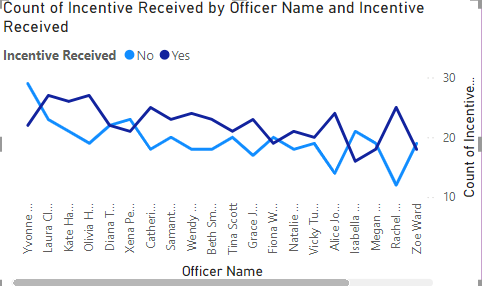 Count of Incentive Received by Officer Name and Incentive
Received
Incentive Received No Yes
30
20
10
Count of Incentive...
Yvonne ...
Laura Cl...
Kate Ha...
Olivia H...
Diana T...
Xena Pe...
Catheri...
Samant...
Wendy ...
Beth Sm...
Tina Scott
Grace J...
Fiona W...
Natalie ...
Vicky Tu...
Alice Jo...
Isabella ...
Megan ...
Rachel ...
Zoe Ward
Officer Name